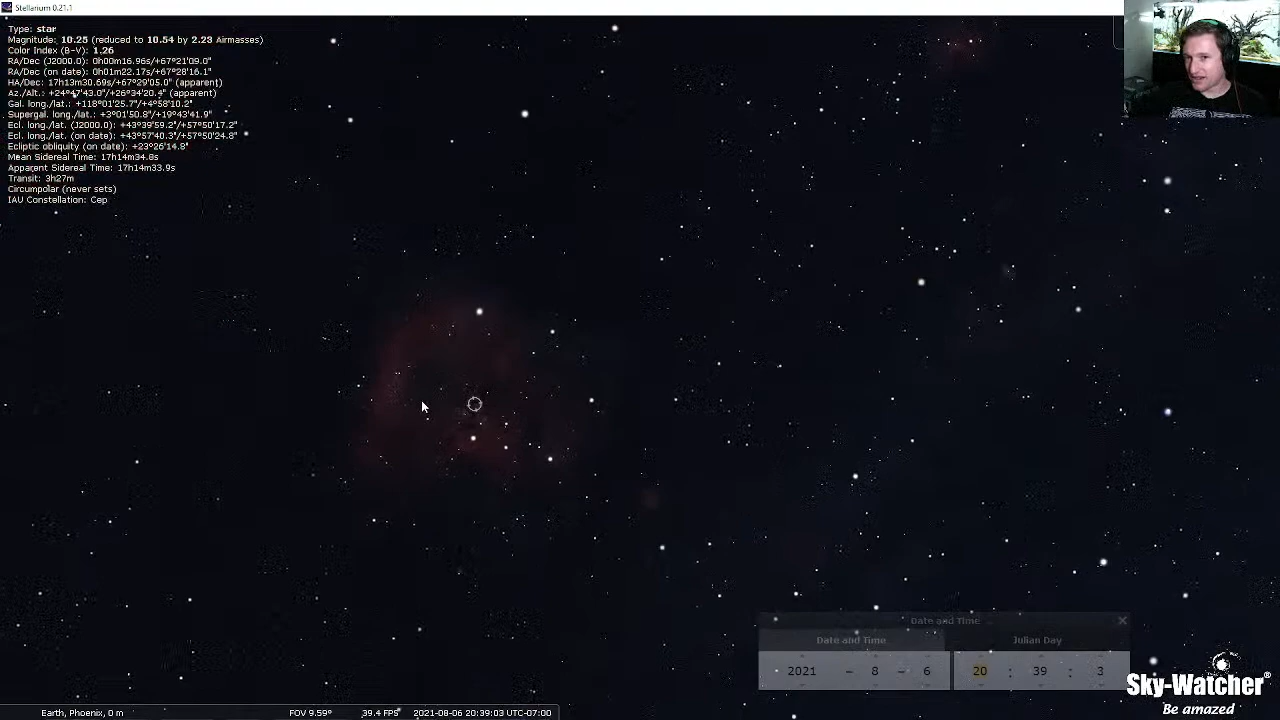 Stellarium 0.21.1
Type: star
Magnitude: 10.25 (reduced to 10.54 by 2.23 Airmasses)
Color Index (B-V): 1.26
RA/Dec (J2000.0): 0h00m16.96s/+67°21'09.0"
RA/Dec (on date): 0h01m22.17s/+67°28'16.1"
HA/Dec: 17h13m30.69s/+67°29'05.0" (apparent)
Az./Alt.: +24°47'43.0"/+26°34'20.4" (apparent)
Gal. long./lat.: +118°01'25.7"/+4°58'10.2"
Supergal. long./lat.: +3°01'50.8"/+19°43'41.9"
Ecl. long./lat. (J2000.0): +43°39'59.2"/+57°50'17.2"
Ecl. long./lat. (on date): +43°57'40.3"/+57°50'24.8"
Ecliptic obliquity (on date): +23°26'14.8"
Mean Sidereal Time: 17h14m34.8s
Apparent Sidereal Time: 17h14m33.9s
Transit: 3h27m
Circumpolar (never sets)
IAU Constellation: Cep
Date and Time
Date and Time Julian Day
2021 - 8 - 6 20 : 39 : 3
Sky-Watcher®
Be amazed
Earth, Phoenix, 0 m FOV 9.59° 39.4 FPS 2021-08-06 20:39:03 UTC-07:00